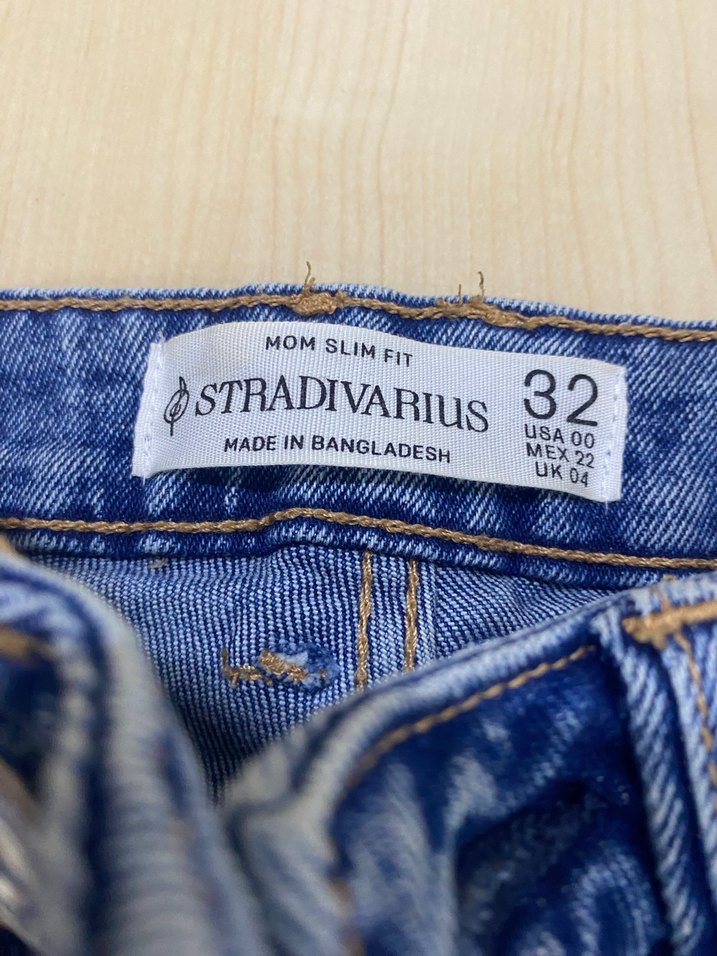 MOM SLIM FIT
STRADIVARIUS
MADE IN BANGLADESH
32
USA 00
MEX 22
UK 04